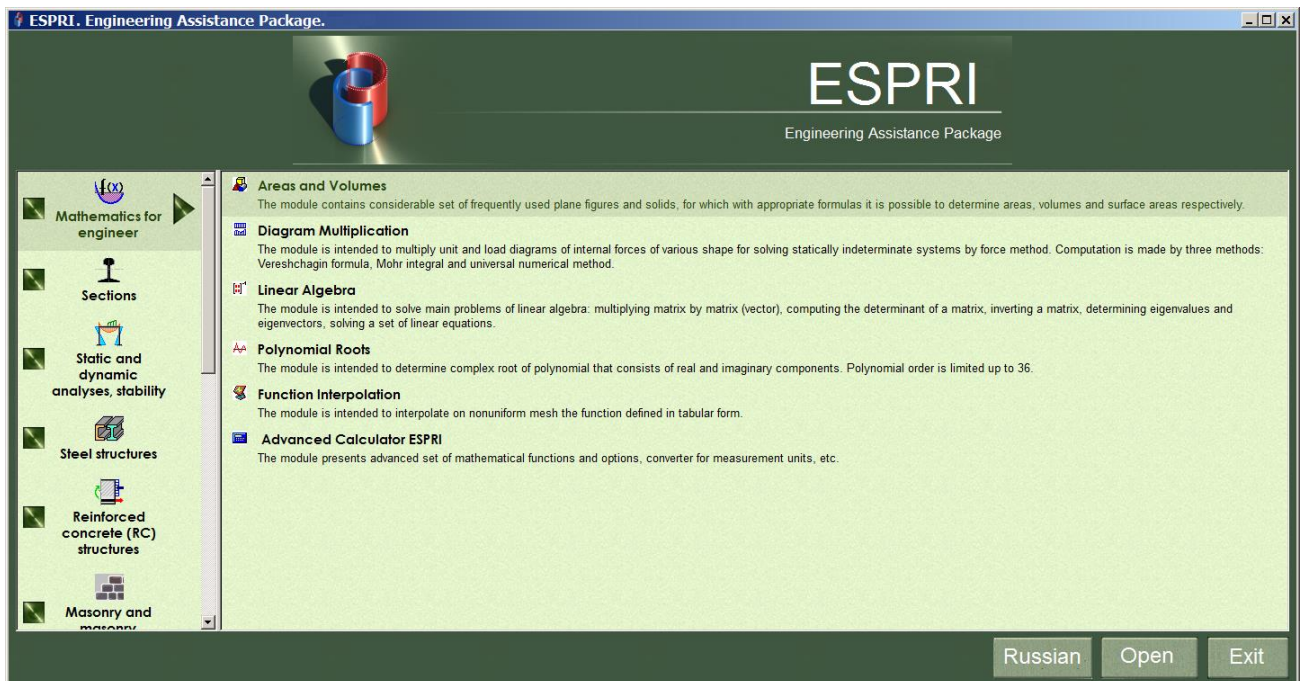 ESPRI. Engineering Assistance Package.
ESPRI
Engineering Assistance Package
f(x)
Mathematics for
engineer
Sections
Static and
dynamic
analyses, stability
Steel structures
Reinforced
concrete (RC)
structures
Masonry and
masonry
Areas and Volumes
The module contains considerable set of frequently used plane figures and solids, for which with appropriate formulas it is possible to determine areas, volumes and surface areas respectively.
Diagram Multiplication
The module is intended to multiply unit and load diagrams of internal forces of various shape for solving statically indeterminate systems by force method. Computation is made by three methods:
Vereshchagin formula, Mohr integral and universal numerical method.
Linear Algebra
The module is intended to solve main problems of linear algebra: multiplying matrix by matrix (vector), computing the determinant of a matrix, inverting a matrix, determining eigenvalues and
eigenvectors, solving a set of linear equations.
Polynomial Roots
The module is intended to determine complex root of polynomial that consists of real and imaginary components. Polynomial order is limited up to 36.
Function Interpolation
The module is intended to interpolate on nonuniform mesh the function defined in tabular form.
Advanced Calculator ESPRI
The module presents advanced set of mathematical functions and options, converter for measurement units, etc.
Russian
Open
Exit